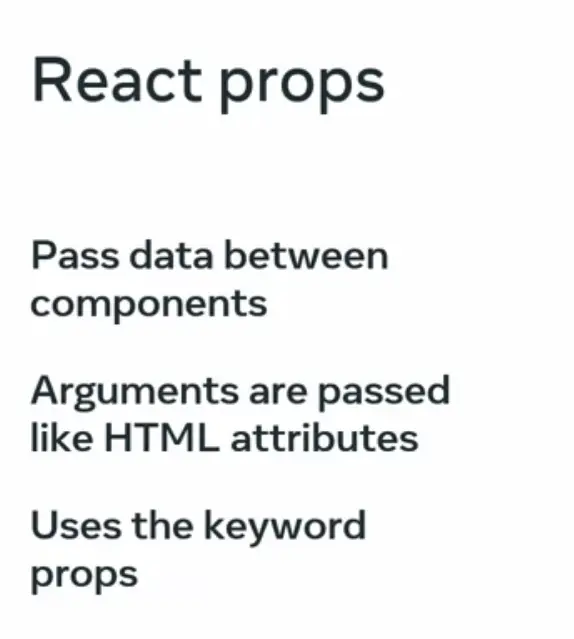 React props
Pass data between
components
Arguments are passed
like HTML attributes
Uses the keyword
props